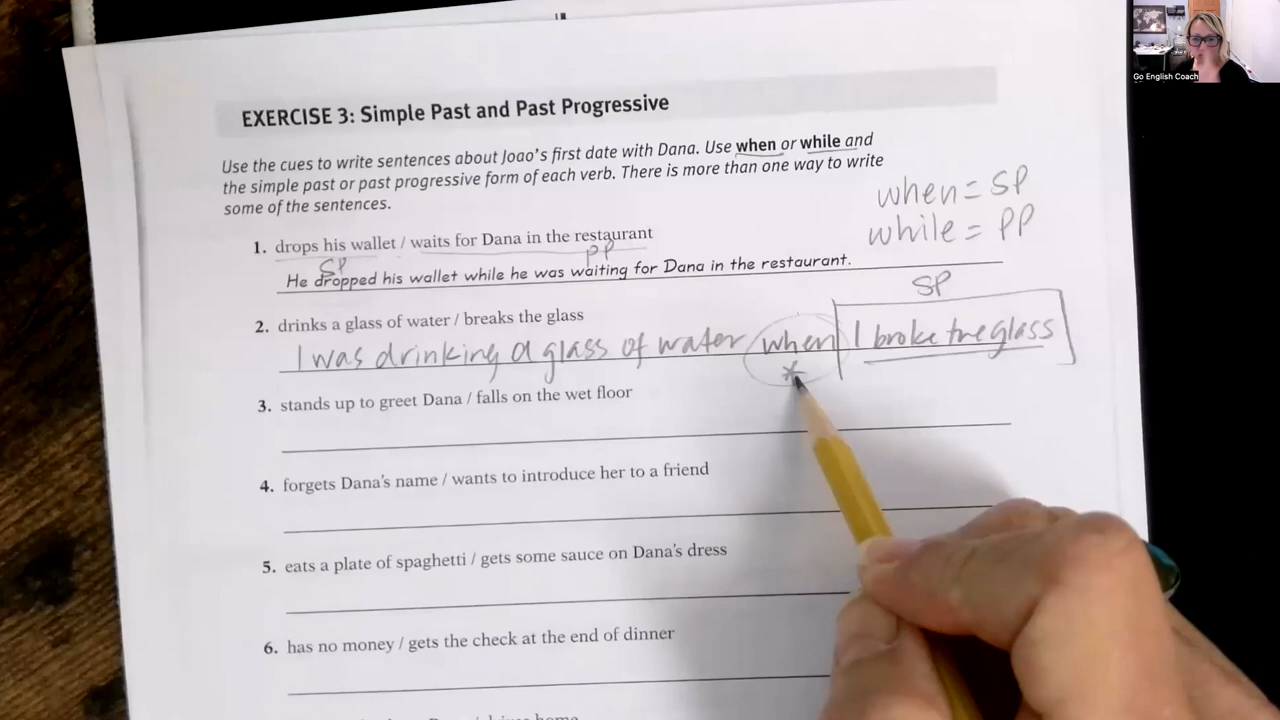 Go English Coach
EXERCISE 3: Simple Past and Past Progressive
Use the cues to write sentences about Joao's first date with Dana. Use when or while and
the simple past or past progressive form of each verb. There is more than one way to write
some of the sentences.
when = SP
while = PP
1. drops his wallet / waits for Dana in the restaurant
SP PP
He dropped his wallet while he was waiting for Dana in the restaurant.
SP
2. drinks a glass of water / breaks the glass
I was drinking a glass of water when I broke the glass
*
3. stands up to greet Dana / falls on the wet floor
4. forgets Dana's name / wants to introduce her to a friend
5. eats a plate of spaghetti / gets some sauce on Dana's dress
6. has no money / gets the check at the end of dinner